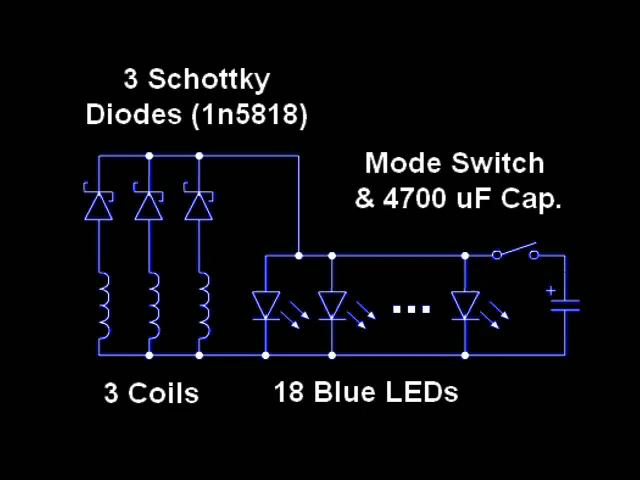 3 Schottky
Diodes (1n5818)
Mode Switch
& 4700 uF Cap.
+
3 Coils
18 Blue LEDs